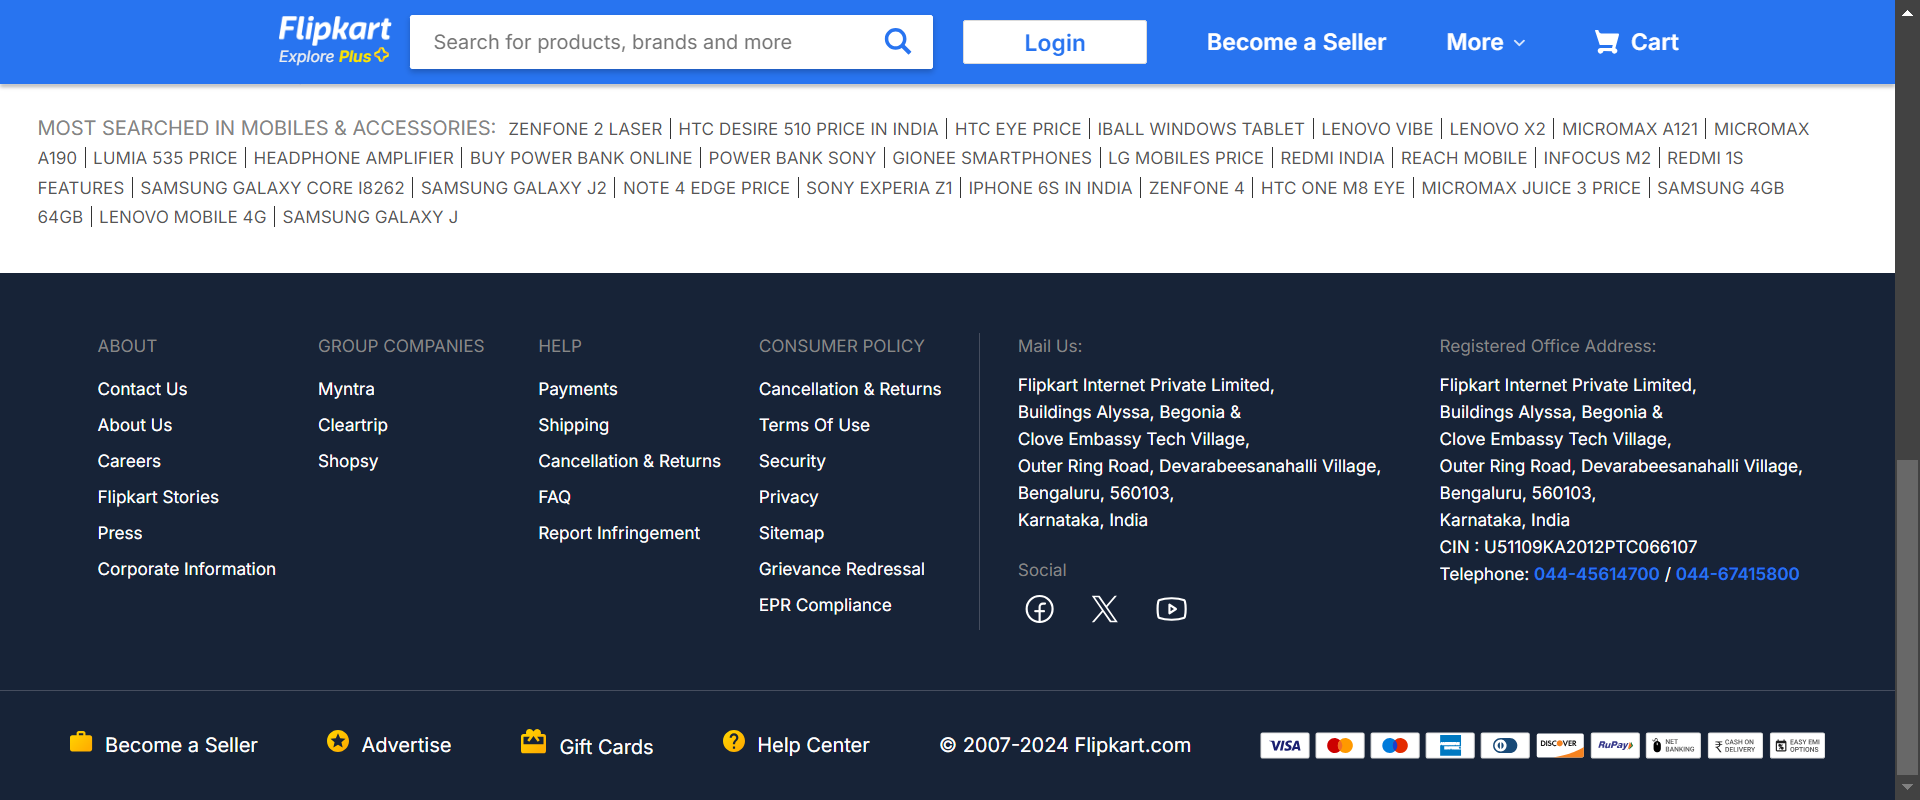 Flipkart
Explore Plus
Search for products, brands and more
Login
Become a Seller
More
Cart
MOST SEARCHED IN MOBILES & ACCESSORIES: ZENFONE 2 LASER | HTC DESIRE 510 PRICE IN INDIA | HTC EYE PRICE | IBALL WINDOWS TABLET | LENOVO VIBE | LENOVO X2 | MICROMAX A121 | MICROMAX
A190 | LUMIA 535 PRICE | HEADPHONE AMPLIFIER | BUY POWER BANK ONLINE | POWER BANK SONY | GIONEE SMARTPHONES | LG MOBILES PRICE | REDMI INDIA | REACH MOBILE | INFOCUS M2 | REDMI 1S
FEATURES | SAMSUNG GALAXY CORE I8262 | SAMSUNG GALAXY J2 | NOTE 4 EDGE PRICE | SONY EXPERIA Z1 | IPHONE 6S IN INDIA | ZENFONE 4 | HTC ONE M8 EYE | MICROMAX JUICE 3 PRICE | SAMSUNG 4GB
64GB | LENOVO MOBILE 4G | SAMSUNG GALAXY J
ABOUT
Contact Us
About Us
Careers
Flipkart Stories
Press
Corporate Information
GROUP COMPANIES
Myntra
Cleartrip
Shopsy
HELP
Payments
Shipping
Cancellation & Returns
FAQ
Report Infringement
CONSUMER POLICY
Cancellation & Returns
Terms Of Use
Security
Privacy
Sitemap
Grievance Redressal
EPR Compliance
Mail Us:
Flipkart Internet Private Limited,
Buildings Alyssa, Begonia &
Clove Embassy Tech Village,
Outer Ring Road, Devarabeesanahalli Village,
Bengaluru, 560103,
Karnataka, India
Social
Registered Office Address:
Flipkart Internet Private Limited,
Buildings Alyssa, Begonia &
Clove Embassy Tech Village,
Outer Ring Road, Devarabeesanahalli Village,
Bengaluru, 560103,
Karnataka, India
CIN : U51109KA2012PTC066107
Telephone: 044-45614700 / 044-67415800
Become a Seller
Advertise
Gift Cards
Help Center
© 2007-2024 Flipkart.com
VISA
DISCOVER
RuPay
NET
BANKING
CASH ON
DELIVERY
EASY EMI
OPTIONS